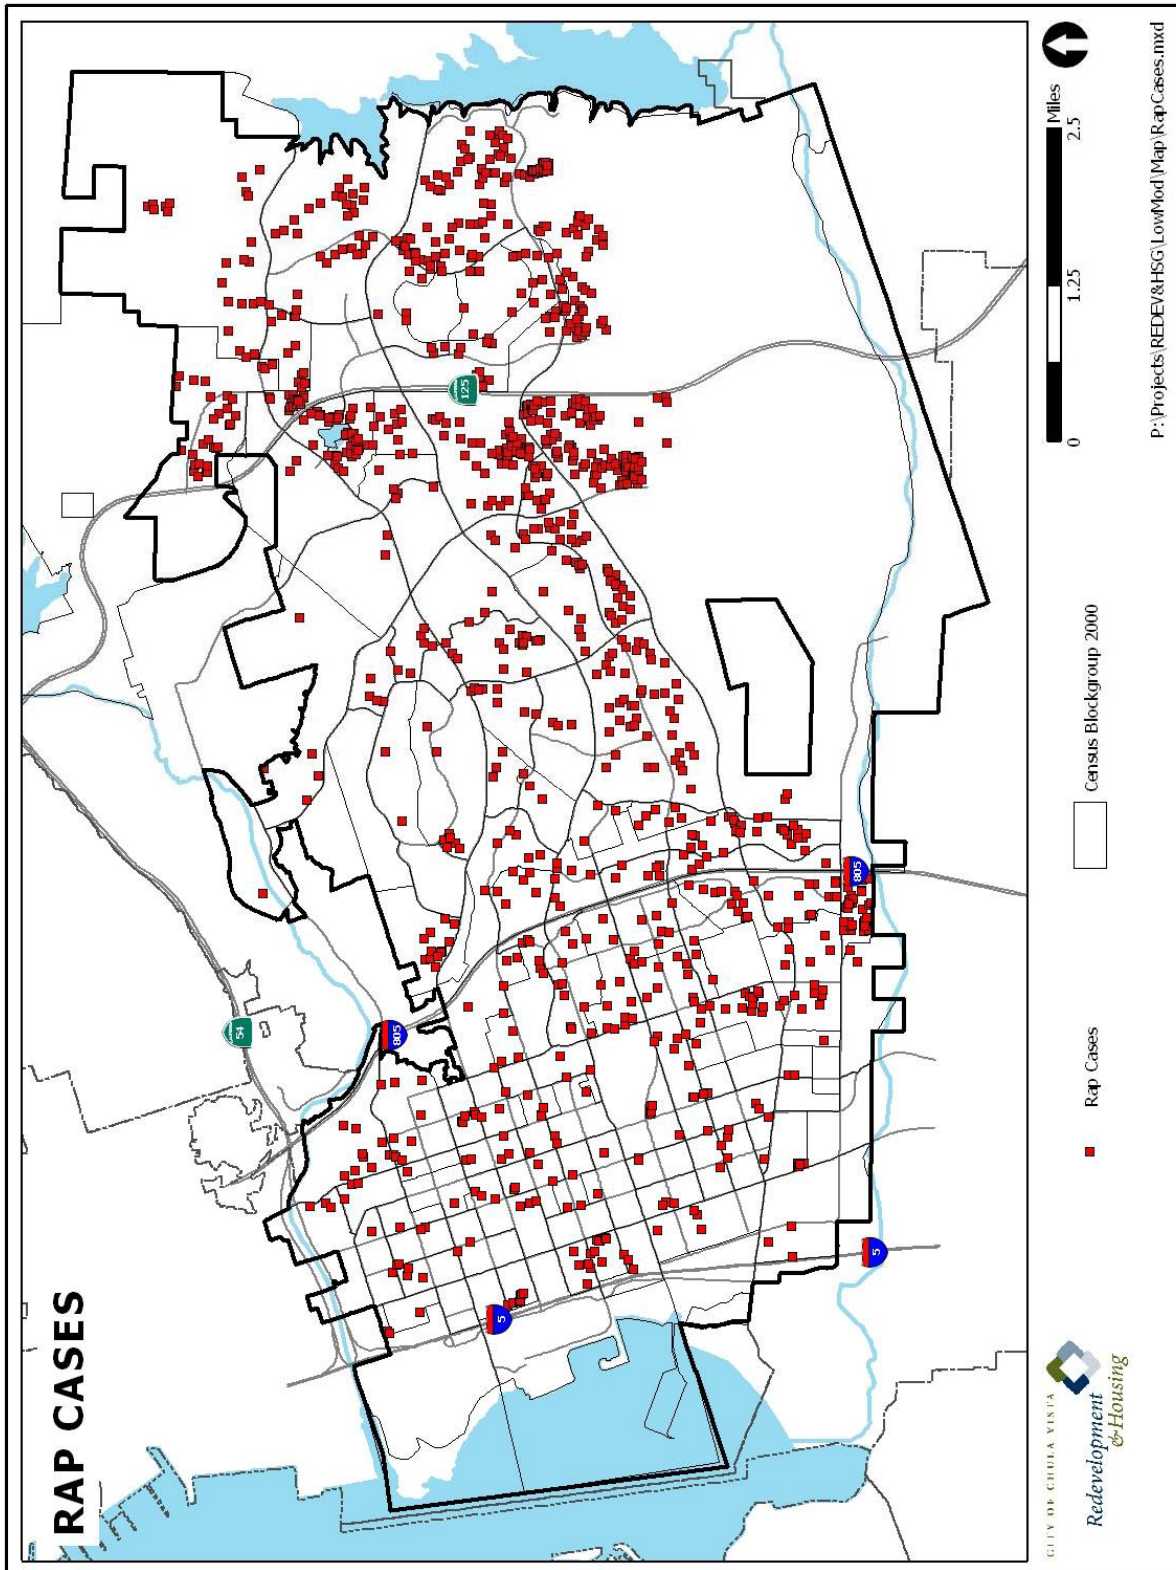 RAP CASES
54
125
805
5
5
805
CITY OF CHULA VISTA
Redevelopment
& Housing
Rap Cases
Census Blockgroup 2000
0
1.25
2.5
Miles
P:\Projects\REDEV&HSG\LowMod\Map\RapCases.mxd